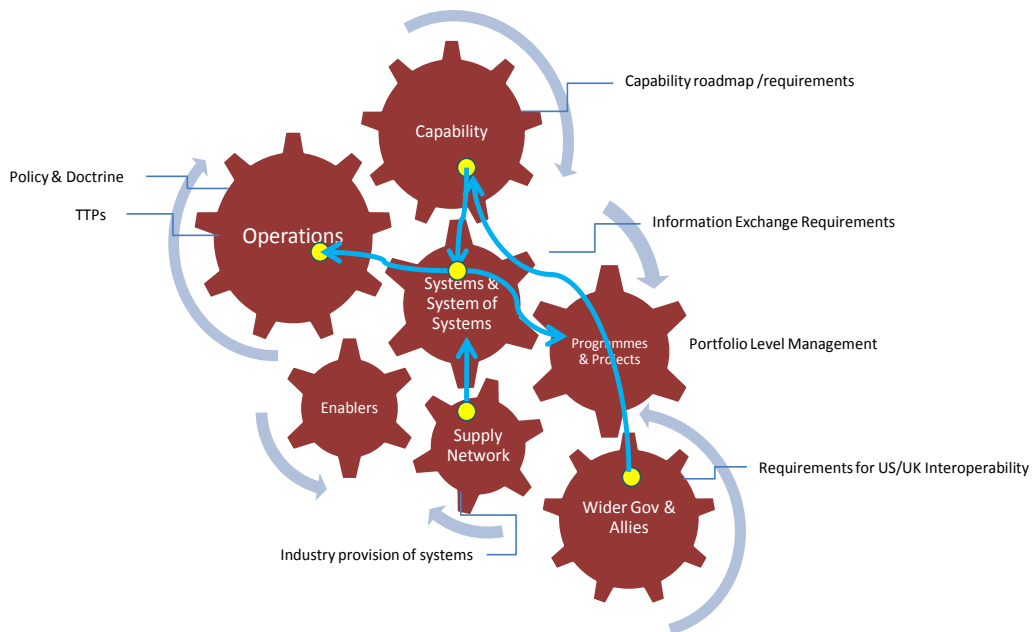 Capability roadmap /requirements
Capability
Policy & Doctrine
TTPs
Operations
Information Exchange Requirements
Systems &
System of
Systems
Programmes
& Projects
Portfolio Level Management
Enablers
Supply
Network
Requirements for US/UK Interoperability
Wider Gov &
Allies
Industry provision of systems